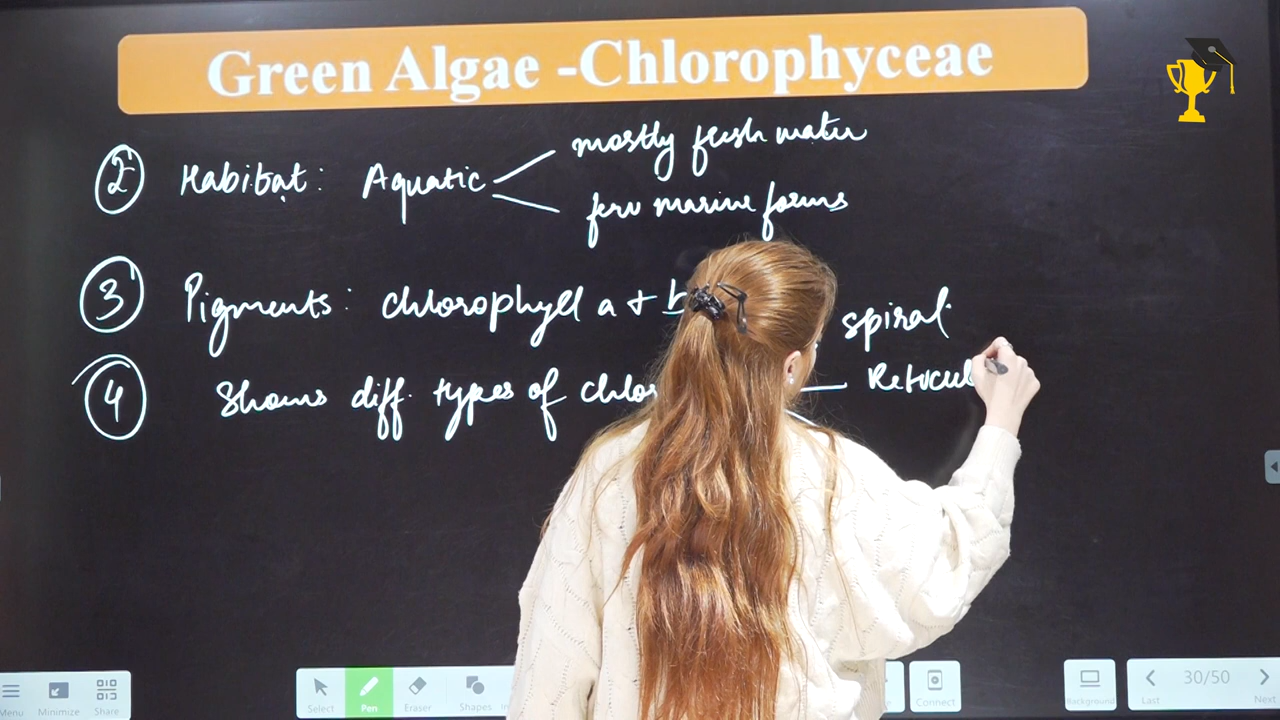 Green Algae -Chlorophyceae
2 Habitat: Aquatic
mostly fresh water
few marine forms
3 Pigments: chlorophyll a + b
spiral
4 Shows diff. types of chlor
Reticul
Menu Minimize Share
Select Pen Eraser Shapes
Connect
Background
Last 30/50 Next